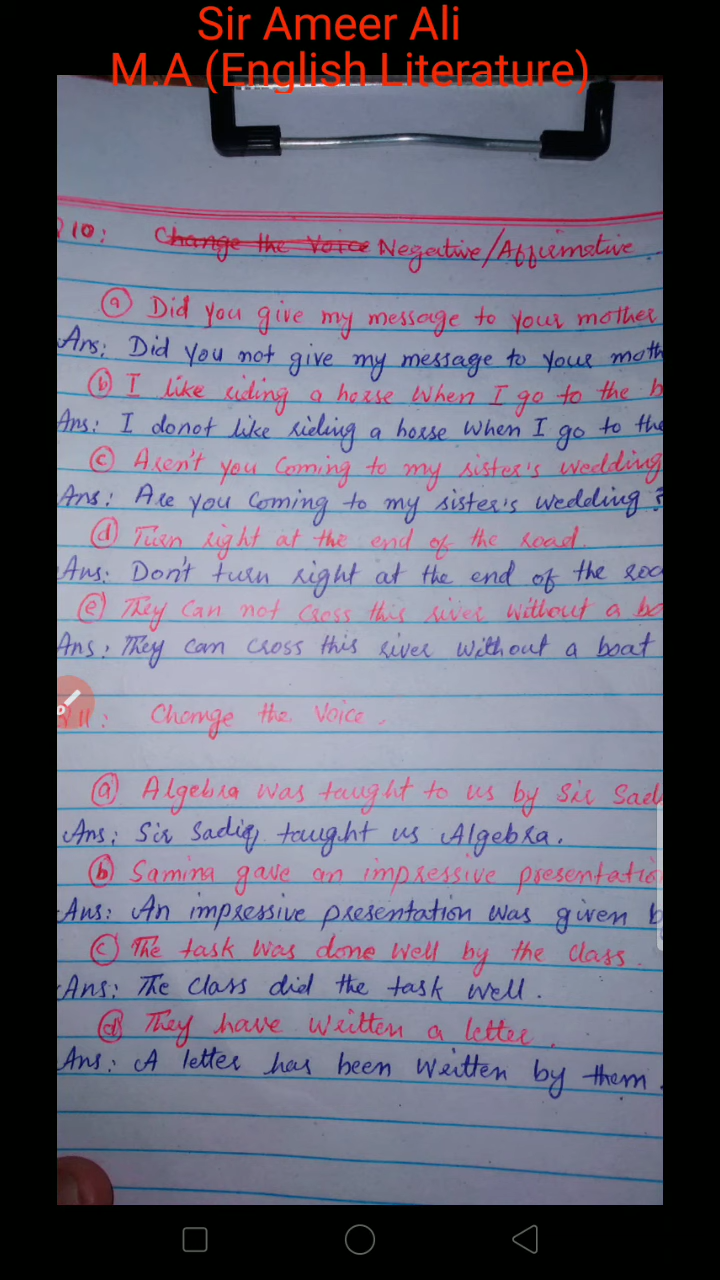 Sir Ameer Ali
M.A (English Literature)
10: Change the Voice Negative/Affirmative
(a) Did you give my message to your mother
Ans: Did you not give my message to your moth
(b) I like riding a horse when I go to the b
Ans: I donot like riding a horse when I go to the
(c) Aren't you coming to my sister's wedding
Ans: Are you coming to my sister's wedding?
(d) Turn right at the end of the road.
Ans: Don't turn right at the end of the roa
(e) They can not cross this river without a bo
Ans: They can cross this river without a boat
11: Change the Voice.
(a) Algebra was taught to us by Sir Sad
Ans: Sir Sadiq taught us Algebra.
(b) Samina gave an impressive presentatio
Ans: An impressive presentation was given b
(c) The task was done well by the class.
Ans: The class did the task well.
(d) They have written a letter.
Ans: A letter has been written by them.